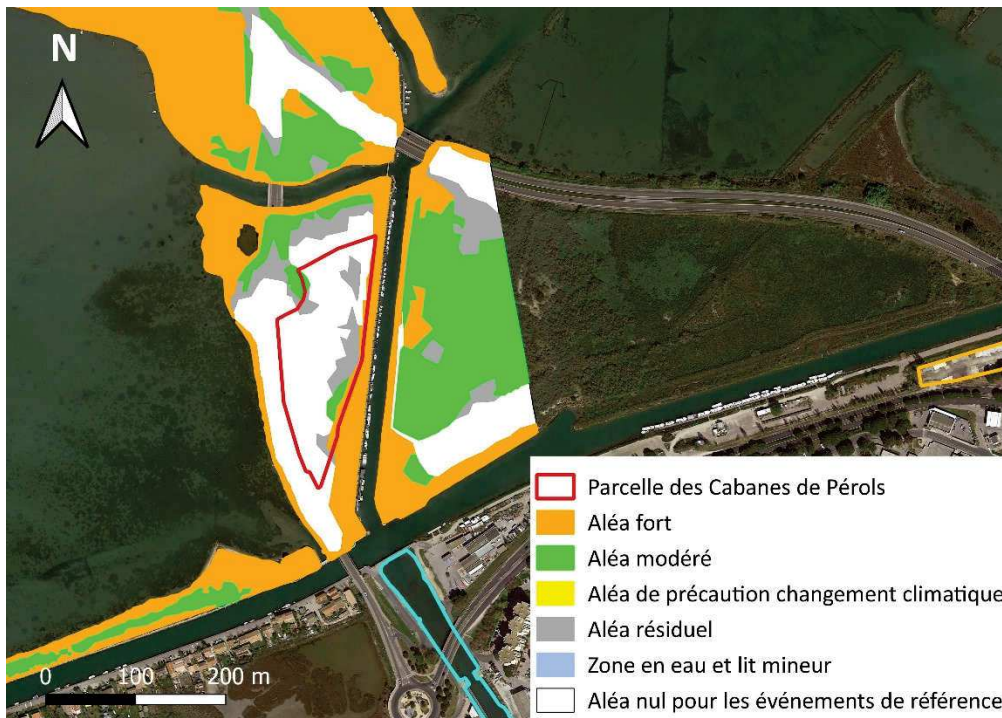 N
Parcelle des Cabanes de Pérols
Aléa fort
Aléa modéré
Aléa de précaution changement climatique
Aléa résiduel
Zone en eau et lit mineur
Aléa nul pour les événements de référence
0 100 200 m